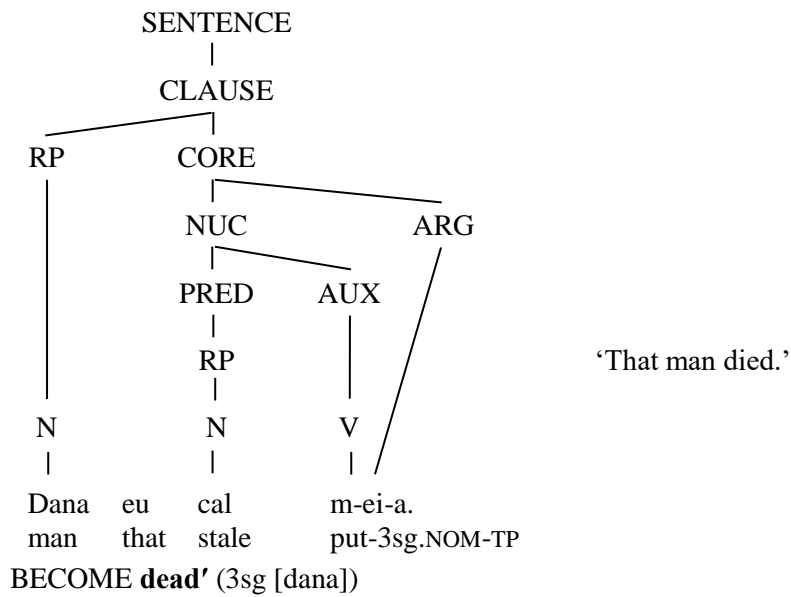 SENTENCE
CLAUSE
RP CORE
NUC ARG
PRED AUX
RP ‘That man died.’
N N V
Dana eu cal m-ei-a.
man that stale put-3sg.NOM-TP
BECOME dead′ (3sg [dana])